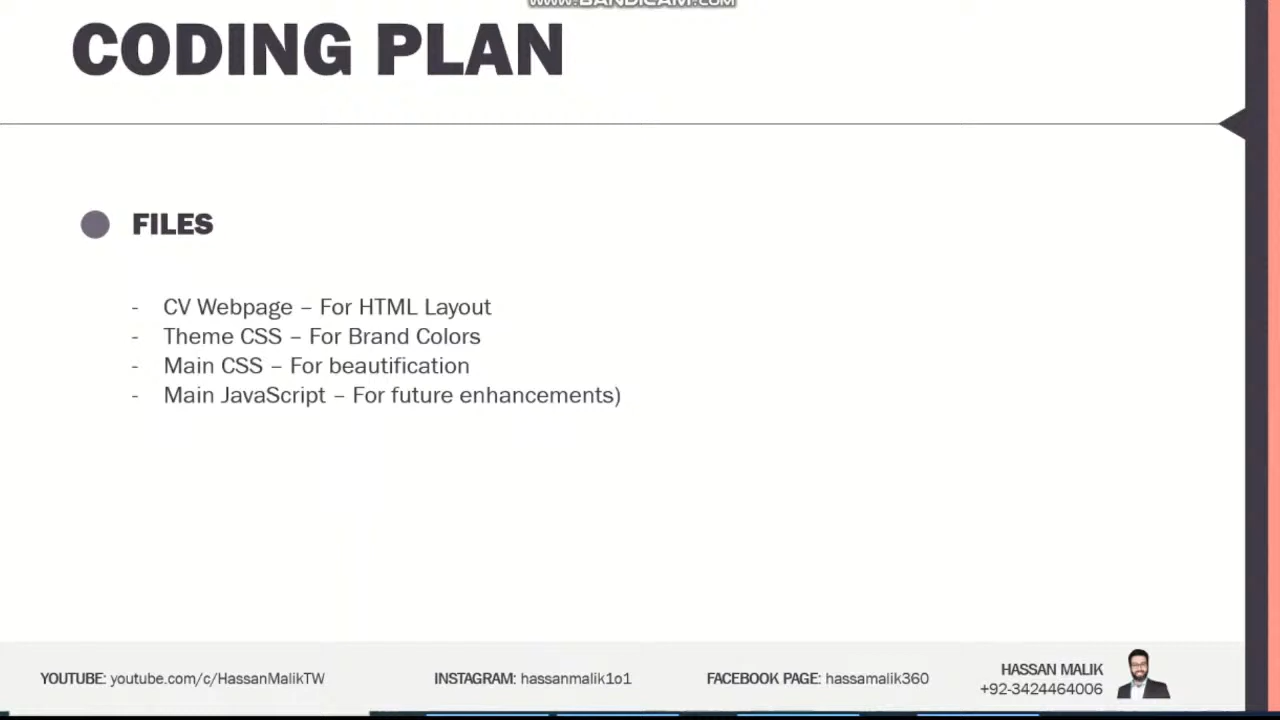 www.BANDICAM.com
CODING PLAN
FILES
- CV Webpage – For HTML Layout
- Theme CSS – For Brand Colors
- Main CSS – For beautification
- Main JavaScript – For future enhancements)
YOUTUBE: youtube.com/c/HassanMalikTW
INSTAGRAM: hassanmalik1o1
FACEBOOK PAGE: hassamalik360
HASSAN MALIK
+92-3424464006